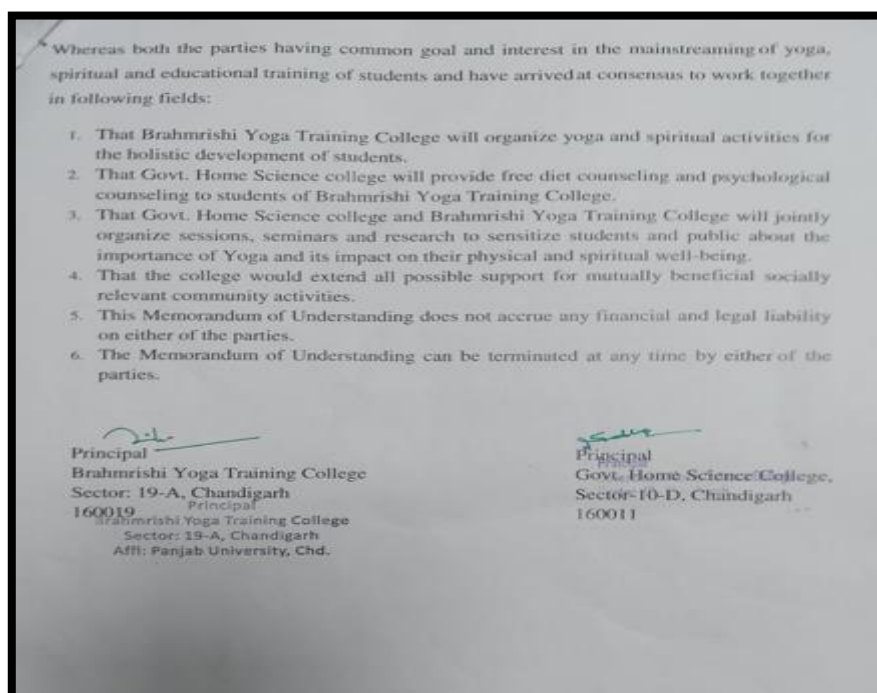 Whereas both the parties having common goal and interest in the mainstreaming of yoga,
spiritual and educational training of students and have arrived at consensus to work together
in following fields:
1. That Brahmrishi Yoga Training College will organize yoga and spiritual activities for
the holistic development of students.
2. That Govt. Home Science college will provide free diet counseling and psychological
counseling to students of Brahmrishi Yoga Training College.
3. That Govt. Home Science college and Brahmrishi Yoga Training College will jointly
organize sessions, seminars and research to sensitize students and public about the
importance of Yoga and its impact on their physical and spiritual well-being.
4. That the college would extend all possible support for mutually beneficial socially
relevant community activities.
5. This Memorandum of Understanding does not accrue any financial and legal liability
on either of the parties.
6. The Memorandum of Understanding can be terminated at any time by either of the
parties.
Principal
Brahmrishi Yoga Training College
Sector: 19-A, Chandigarh
160019
Principal
Brahmrishi Yoga Training College
Sector: 19-A, Chandigarh
Affi: Panjab University, Chd.
Principal
Principal
Govt. Home Science College,
Sector-10-D, Chandigarh
160011